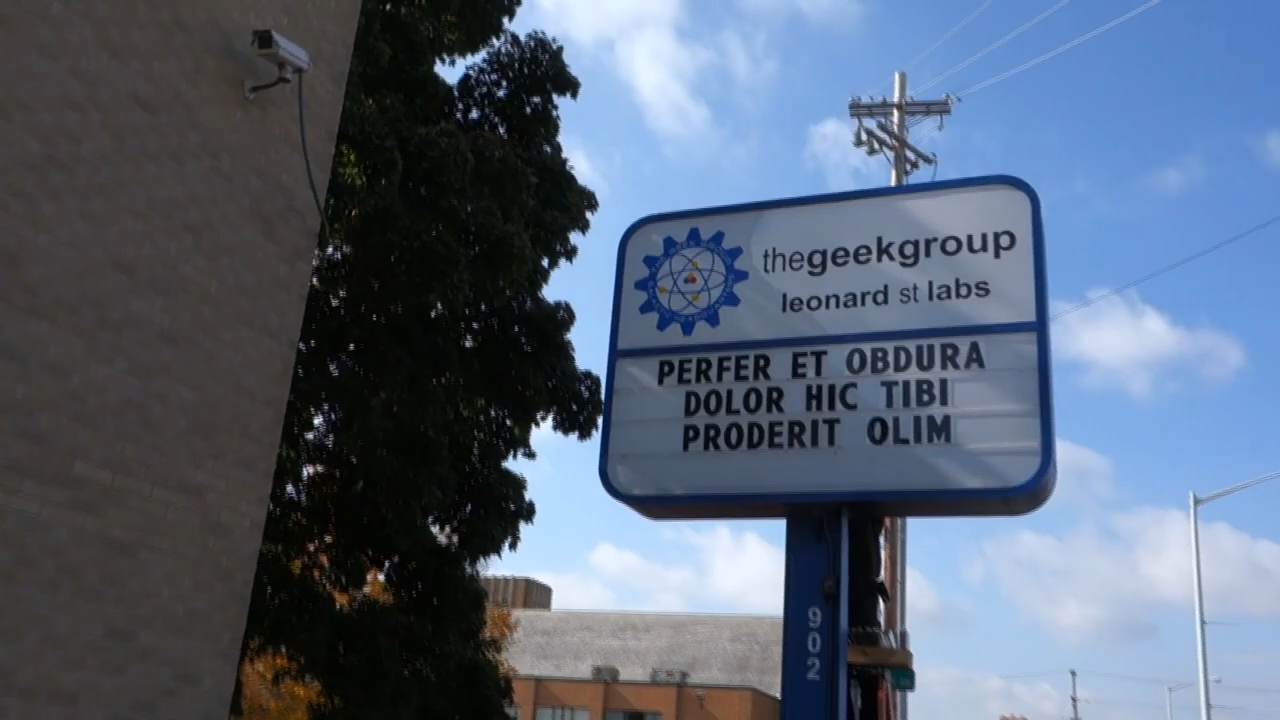 thegeekgroup
leonard st labs
PERFER ET OBDURA
DOLOR HIC TIBI
PRODERIT OLIM
902